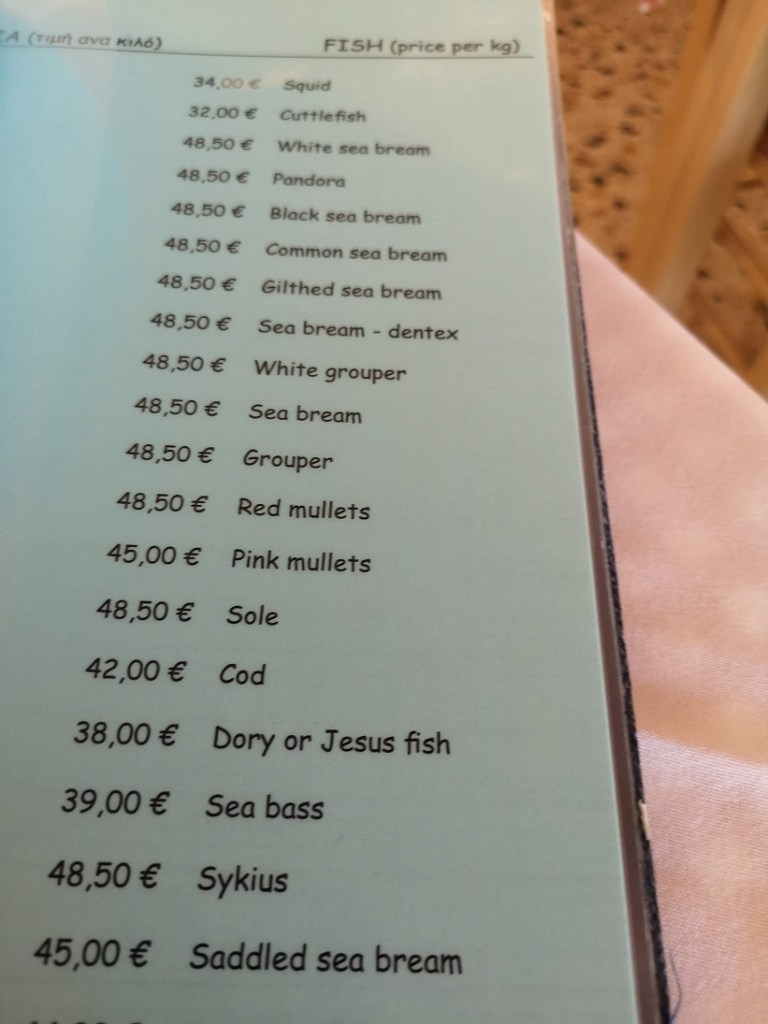 (τιμή ανα κιλό) FISH (price per kg)
34,00 € Squid
32,00 € Cuttlefish
48,50 € White sea bream
48,50 € Pandora
48,50 € Black sea bream
48,50 € Common sea bream
48,50 € Gilthed sea bream
48,50 € Sea bream - dentex
48,50 € White grouper
48,50 € Sea bream
48,50 € Grouper
48,50 € Red mullets
45,00 € Pink mullets
48,50 € Sole
42,00 € Cod
38,00 € Dory or Jesus fish
39,00 € Sea bass
48,50 € Sykius
45,00 € Saddled sea bream